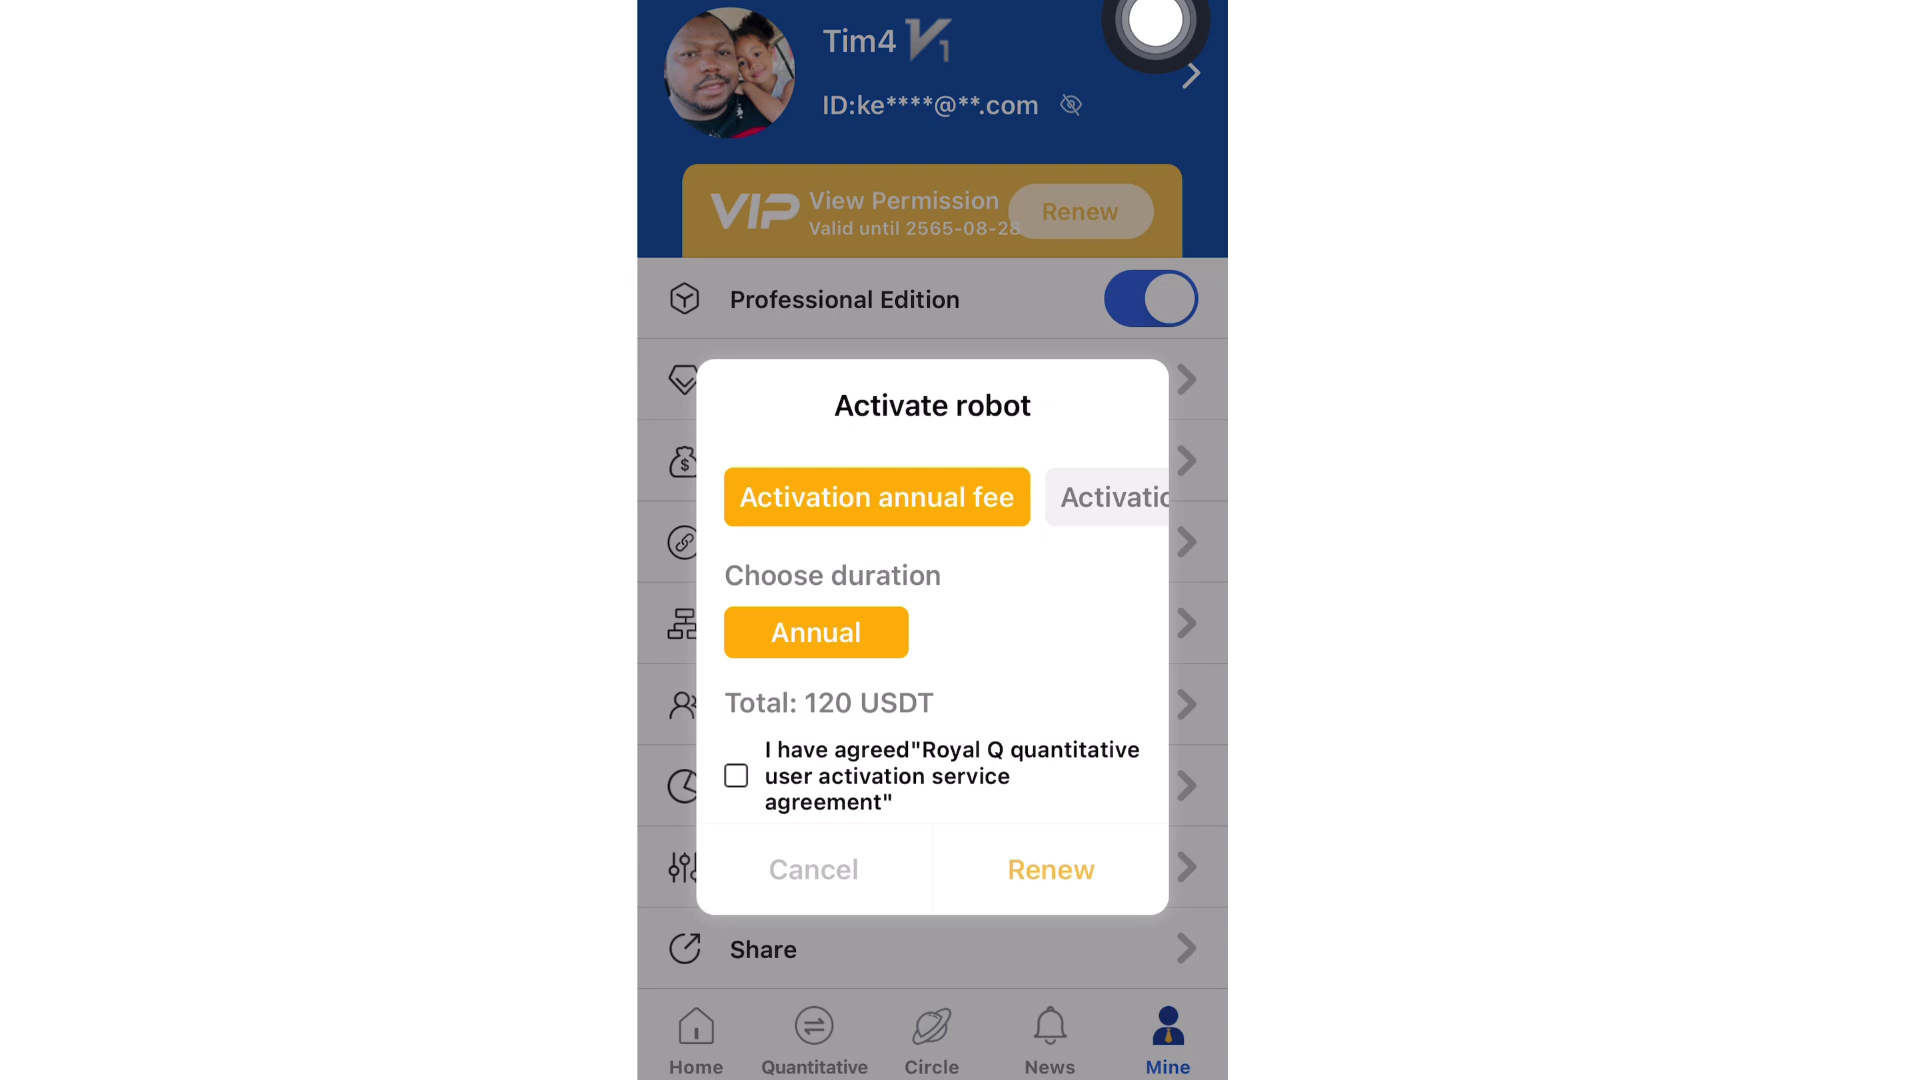 Tim4 V1
ID:ke****@**.com
VIP View Permission
Valid until 2565-08-28
Renew
Professional Edition
Activate robot
Activation annual fee
Choose duration
Annual
Total: 120 USDT
I have agreed"Royal Q quantitative
user activation service
agreement"
Cancel Renew
Share
Home Quantitative Circle News Mine